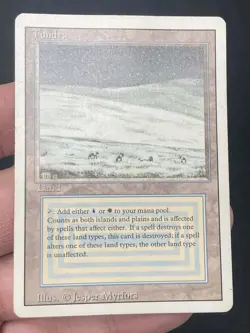 Tundra
Land
: Add either or to your mana pool.
Counts as both islands and plains and is affected
by spells that affect either. If a spell destroys one
of these land types, this card is destroyed; if a spell
alters one of these land types, the other land type
is unaffected.
Illus. © Jesper Myrfors